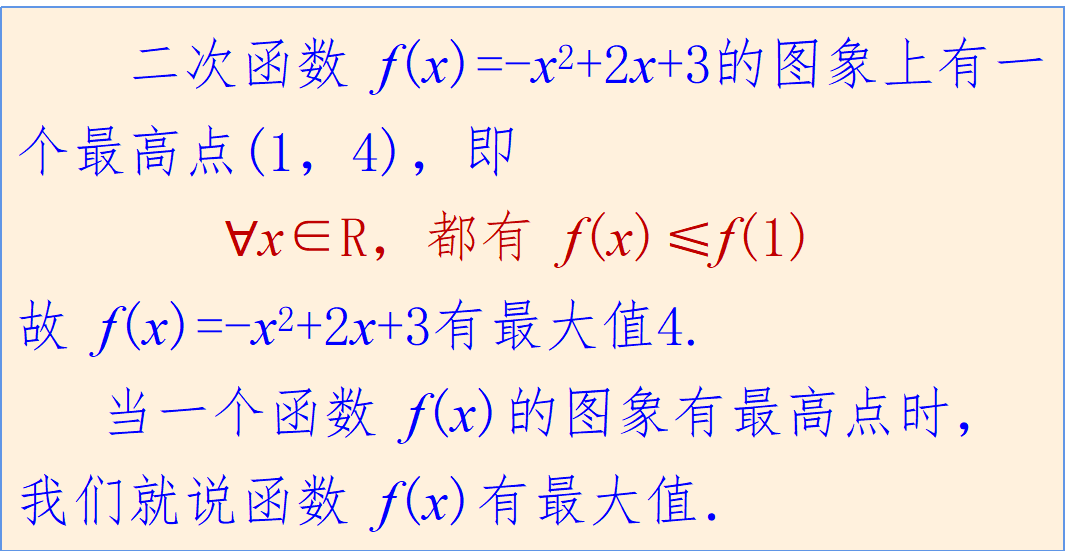 二次函数 f(x)=-x²+2x+3的图象上有一
个最高点(1, 4), 即
∀x∈R, 都有 f(x)≤f(1)
故 f(x)=-x²+2x+3有最大值4.
当一个函数 f(x)的图象有最高点时,
我们就说函数 f(x)有最大值.